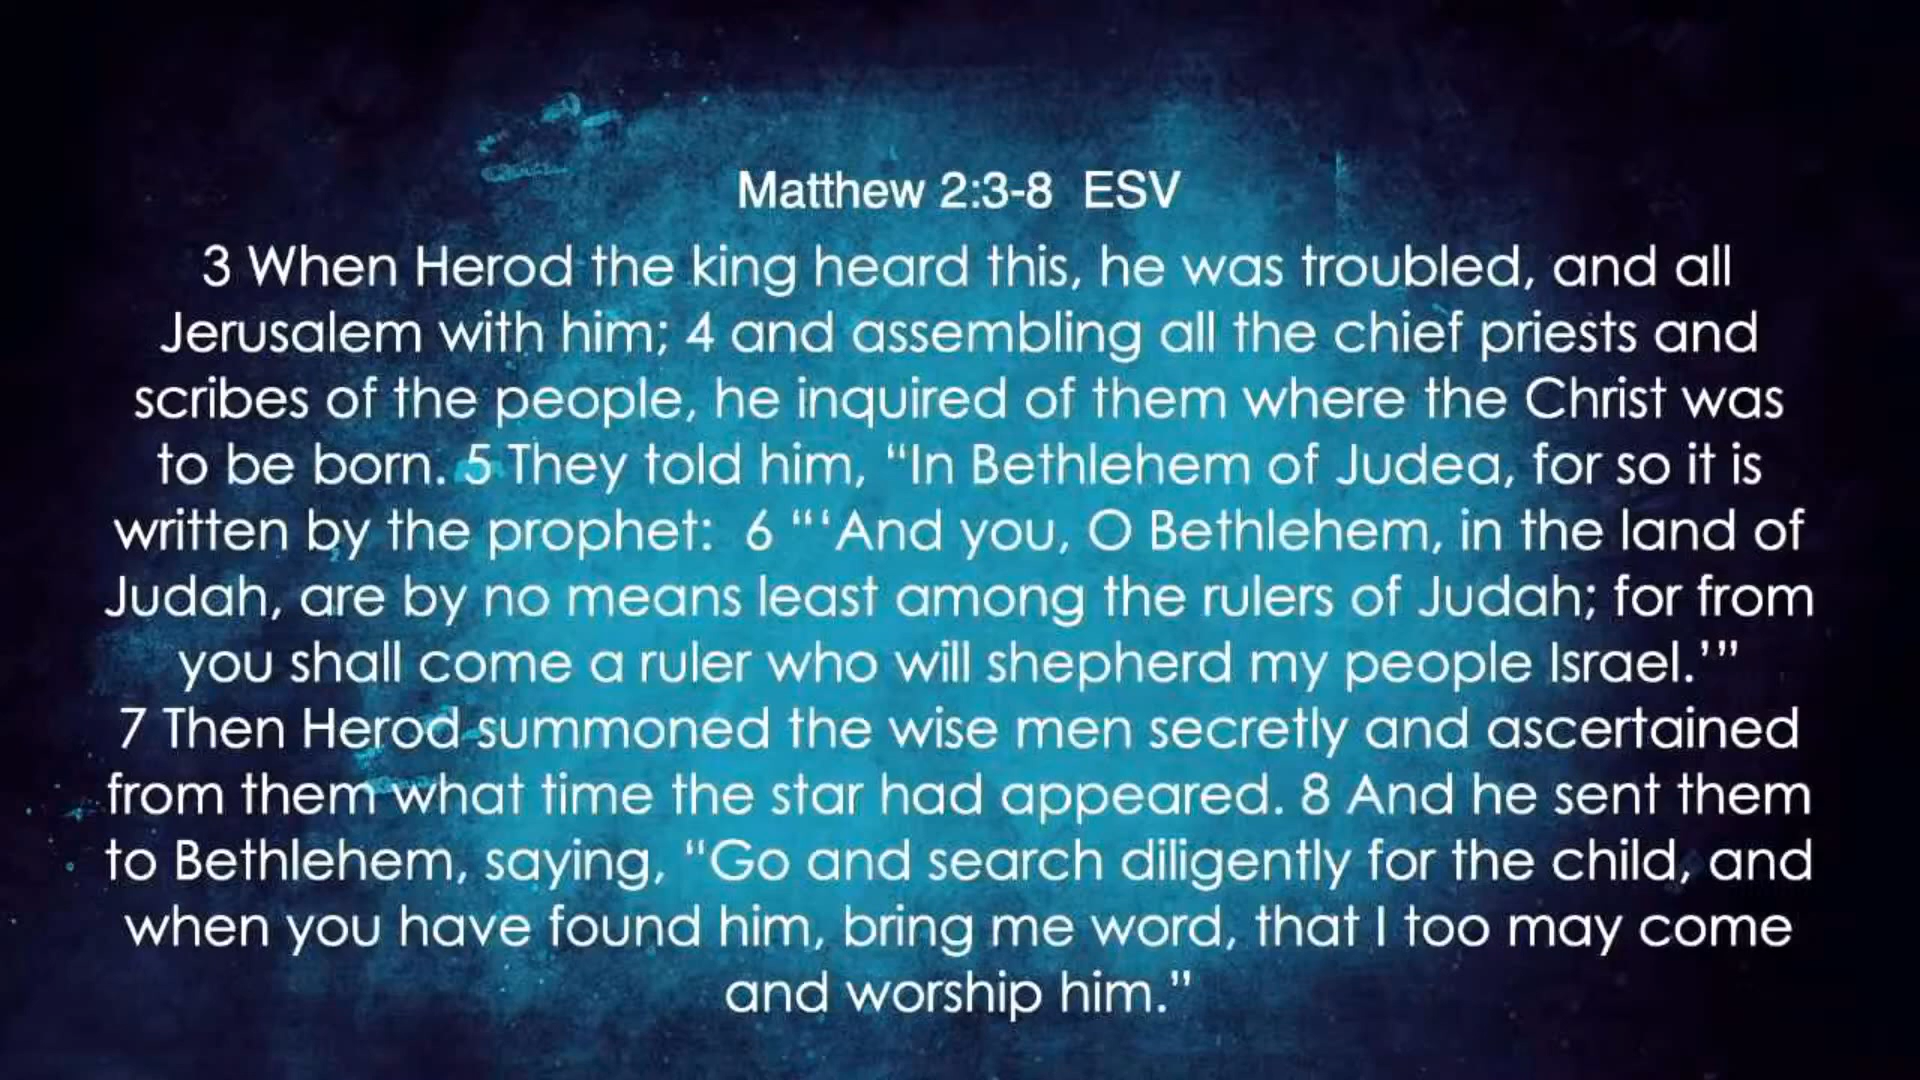 Matthew 2:3-8  ESV
3 When Herod the king heard this, he was troubled, and all
Jerusalem with him; 4 and assembling all the chief priests and
scribes of the people, he inquired of them where the Christ was
to be born. 5 They told him, “In Bethlehem of Judea, for so it is
written by the prophet:  6 “‘And you, O Bethlehem, in the land of
Judah, are by no means least among the rulers of Judah; for from
you shall come a ruler who will shepherd my people Israel.’”
7 Then Herod summoned the wise men secretly and ascertained
from them what time the star had appeared. 8 And he sent them
to Bethlehem, saying, “Go and search diligently for the child, and
when you have found him, bring me word, that I too may come
and worship him.”